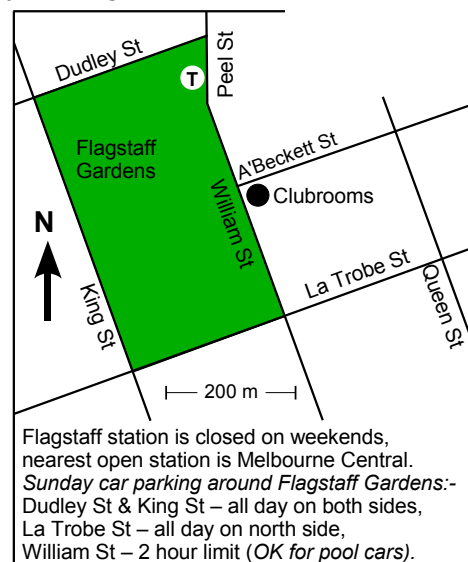 Dudley St
Peel St
T
Flagstaff
Gardens
A'Beckett St
Clubrooms
William St
N
King St
La Trobe St
Queen St
200 m
Flagstaff station is closed on weekends,
nearest open station is Melbourne Central.
Sunday car parking around Flagstaff Gardens:-
Dudley St & King St – all day on both sides,
La Trobe St – all day on north side,
William St – 2 hour limit (OK for pool cars).